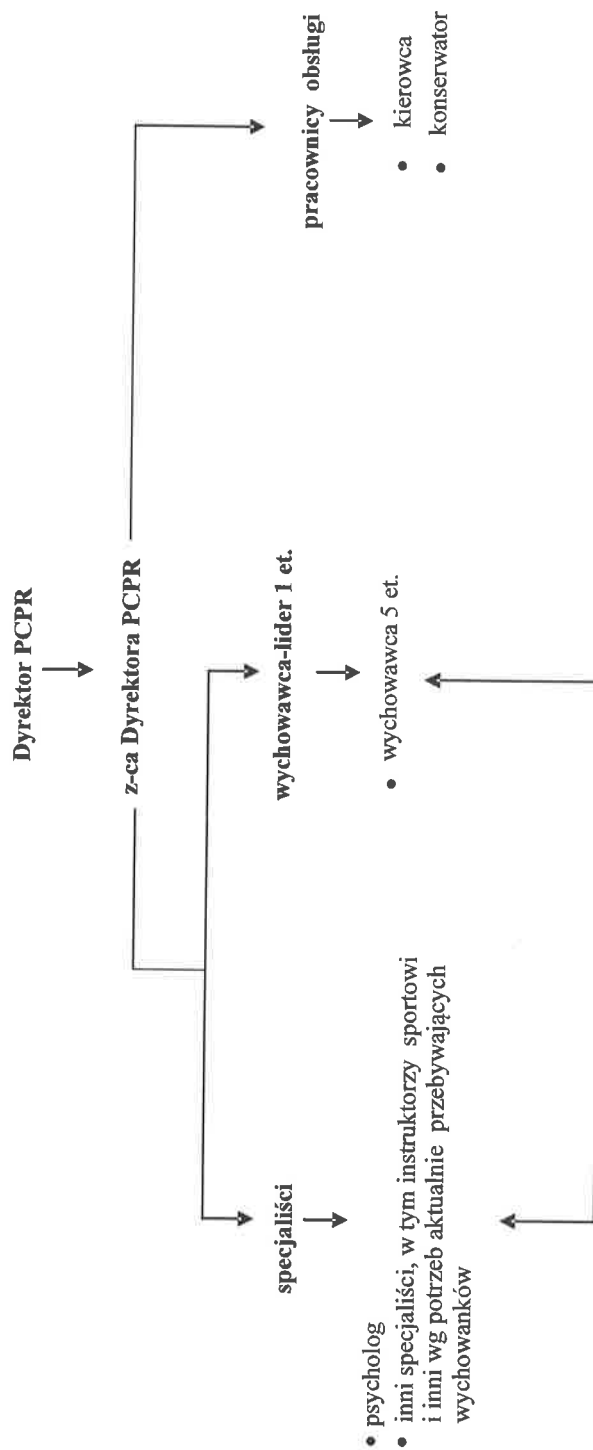 Dyrektor PCPR
z-ca Dyrektora PCPR
specjaliści
• psycholog
• inni specjaliści, w tym instruktorzy sportowi
i inni wg potrzeb aktualnie przebywających
wychowanków
wychowawca-lider 1 et.
• wychowawca 5 et.
pracownicy obsługi
• kierowca
• konserwator